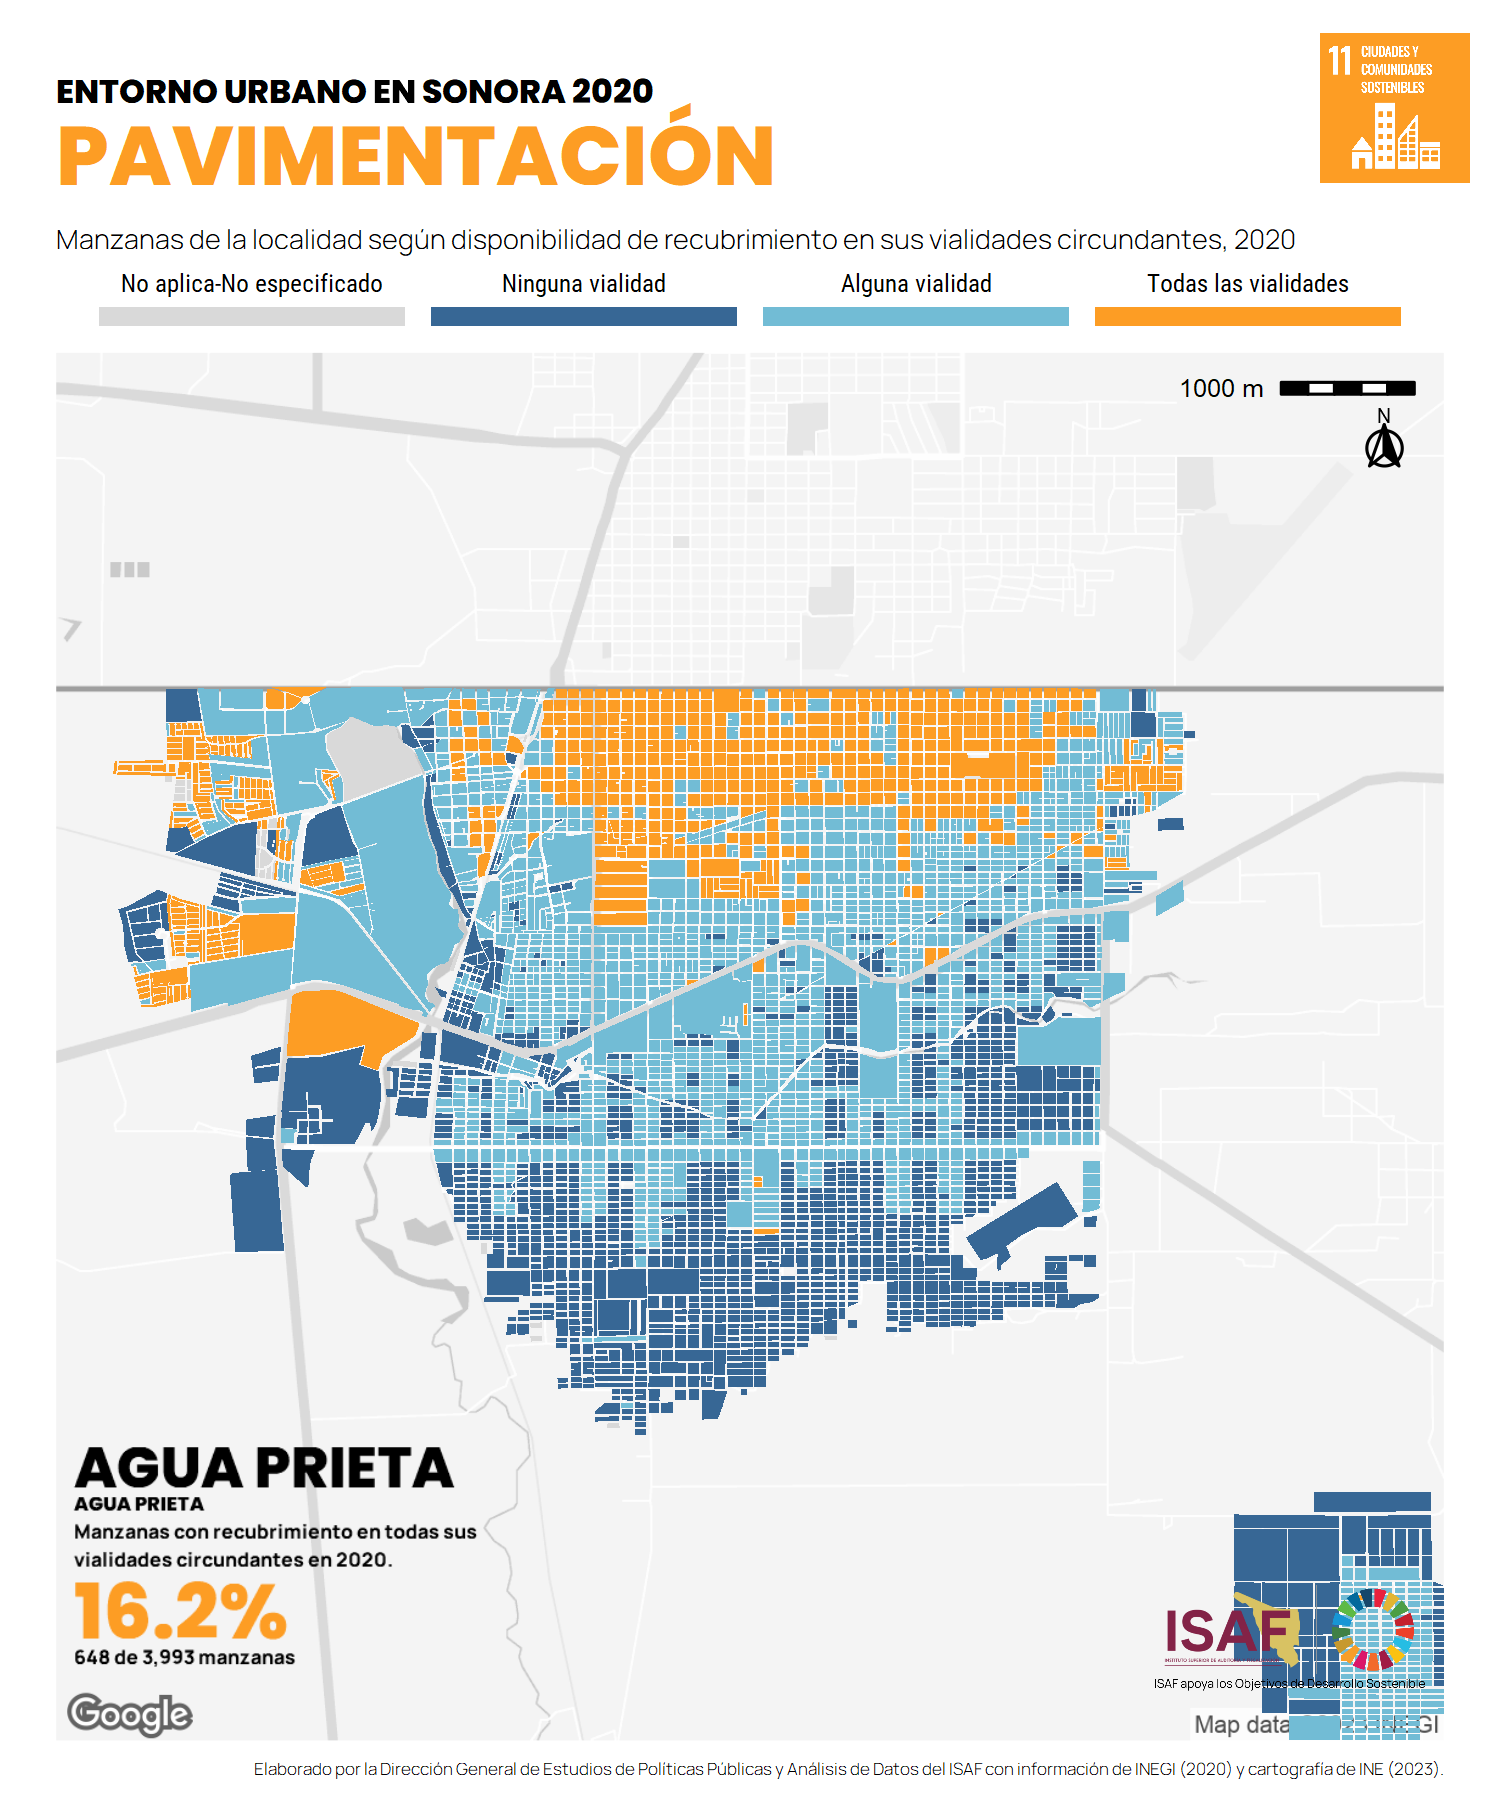 11 CIUDADES Y
COMUNIDADES
SOSTENIBLES
ENTORNO URBANO EN SONORA 2020
PAVIMENTACIÓN
Manzanas de la localidad según disponibilidad de recubrimiento en sus vialidades circundantes, 2020
No aplica-No especificado Ninguna vialidad Alguna vialidad Todas las vialidades
1000 m
N
AGUA PRIETA
AGUA PRIETA
Manzanas con recubrimiento en todas sus
vialidades circundantes en 2020.
16.2%
648 de 3,993 manzanas
ISAF
INSTITUTO SUPERIOR DE
ISAF apoya los Objetivos de Desarrollo Sostenible
Google
Map data
Elaborado por la Dirección General de Estudios de Políticas Públicas y Análisis de Datos del ISAF con información de INEGI (2020) y cartografía de INE (2023).